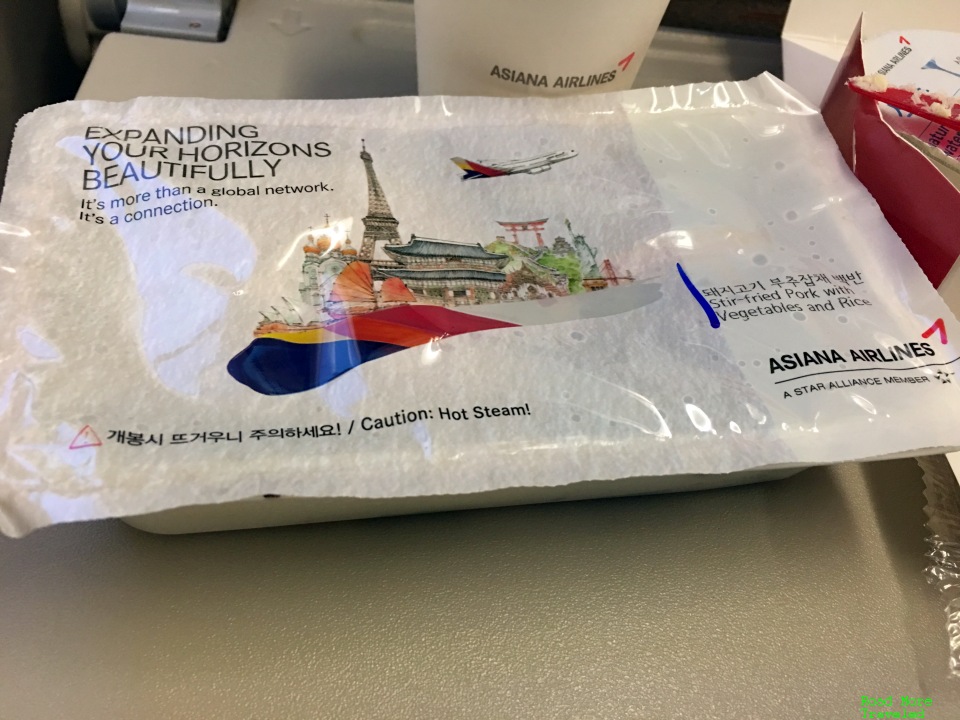 ASIANA AIRLINES
EXPANDING
YOUR HORIZONS
BEAUTIFULLY
It's more than a global network.
It's a connection.
돼지고기 부추잡채 백반
Stir-fried Pork with
Vegetables and Rice
ASIANA AIRLINES
A STAR ALLIANCE MEMBER
개봉시 뜨거우니 주의하세요! / Caution: Hot Steam!
ASIANA AIRLINES